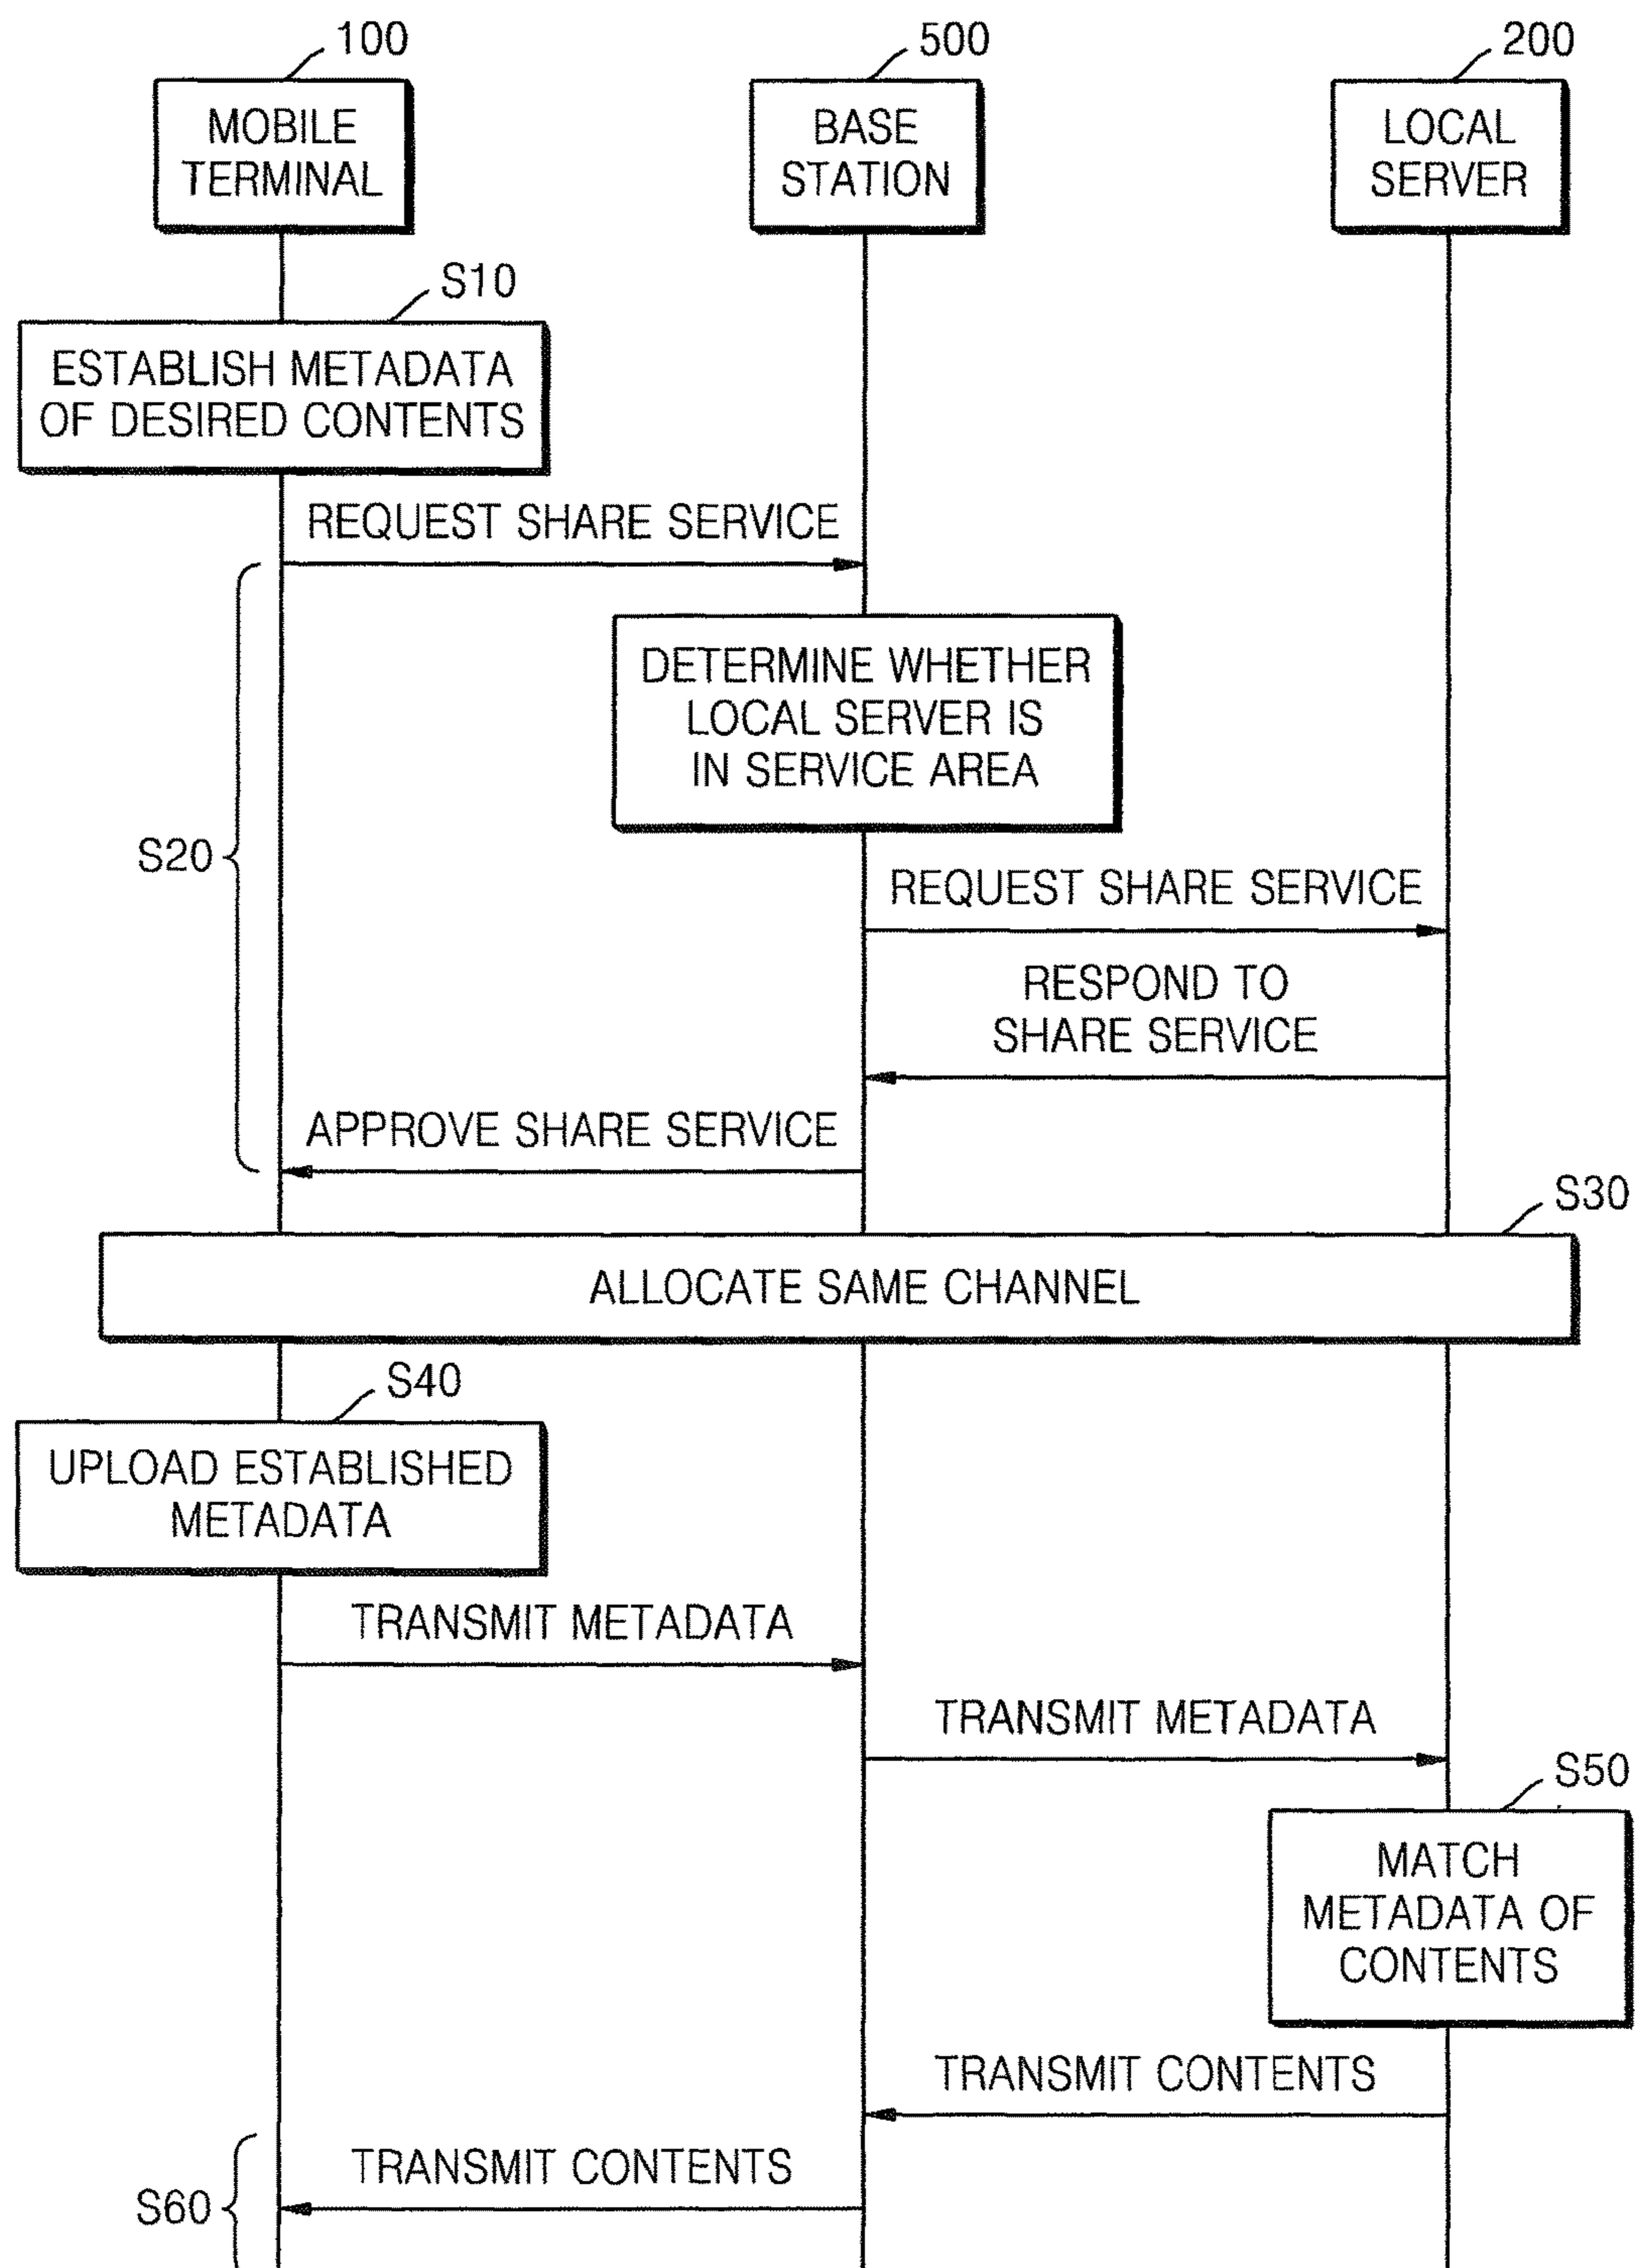 100
500
200
MOBILE
TERMINAL
BASE
STATION
LOCAL
SERVER
S10
ESTABLISH METADATA
OF DESIRED CONTENTS
REQUEST SHARE SERVICE
DETERMINE WHETHER
LOCAL SERVER IS
IN SERVICE AREA
S20
REQUEST SHARE SERVICE
RESPOND TO
SHARE SERVICE
APPROVE SHARE SERVICE
S30
ALLOCATE SAME CHANNEL
S40
UPLOAD ESTABLISHED
METADATA
TRANSMIT METADATA
TRANSMIT METADATA
S50
MATCH
METADATA OF
CONTENTS
TRANSMIT CONTENTS
TRANSMIT CONTENTS
S60